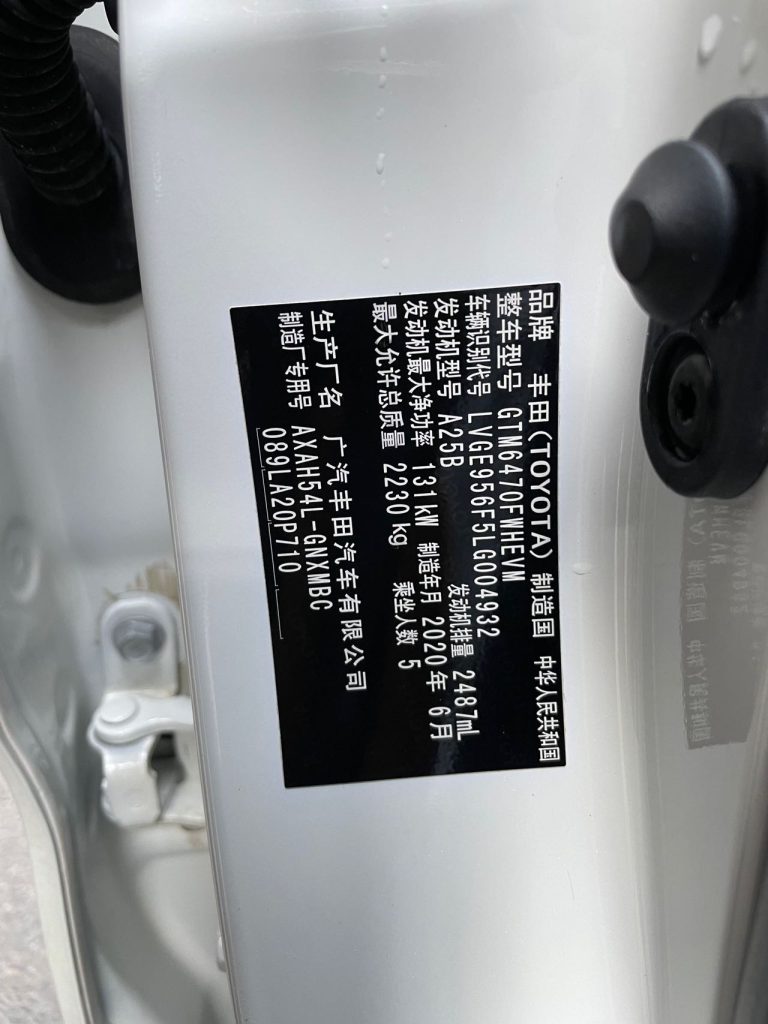 品牌 丰田(TOYOTA) 制造国 中华人民共和国
整车型号 GTM6470FWHEVM
车辆识别代号 LVGE956F5LG004932
发动机型号 A25B 发动机排量 2487mL
发动机最大净功率 131kW 制造年月 2020 年 6 月
最大允许总质量 2230 kg 乘坐人数 5
生产厂名 广汽丰田汽车有限公司
制造厂专用号 AXAH54L-GNXMBC
089LA20P710